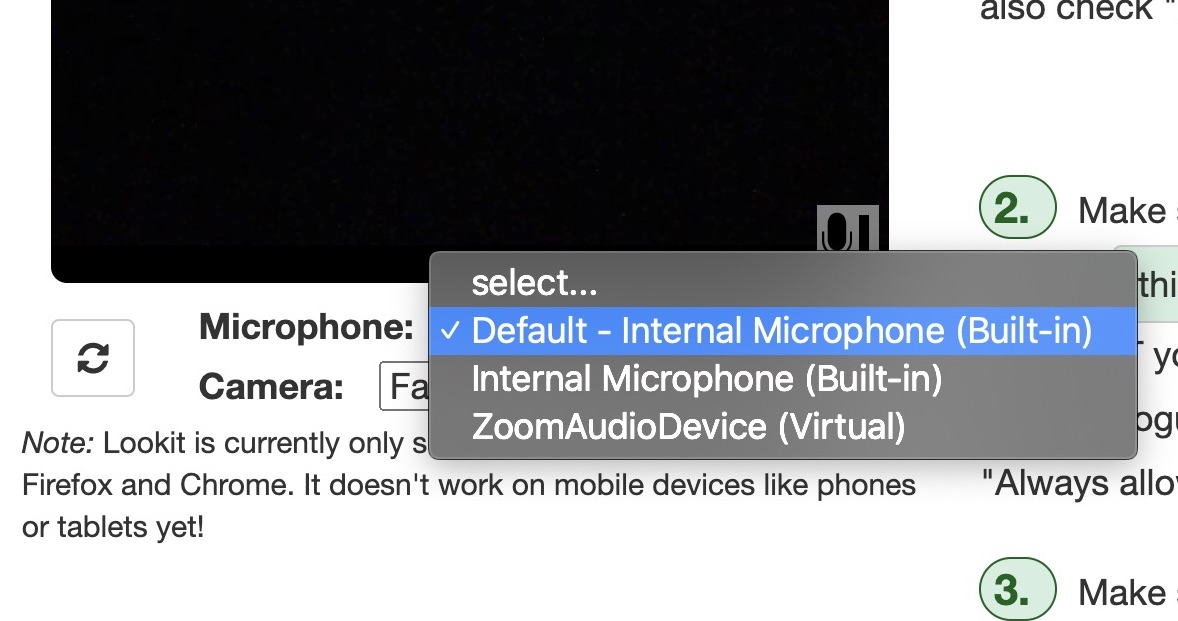 also check "
2. Make
select...
Microphone:
✓ Default - Internal Microphone (Built-in)
Internal Microphone (Built-in)
Camera: Fa
ZoomAudioDevice (Virtual)
Note: Lookit is currently only s
Firefox and Chrome. It doesn't work on mobile devices like phones
or tablets yet!
thi
"Always allo
3. Make